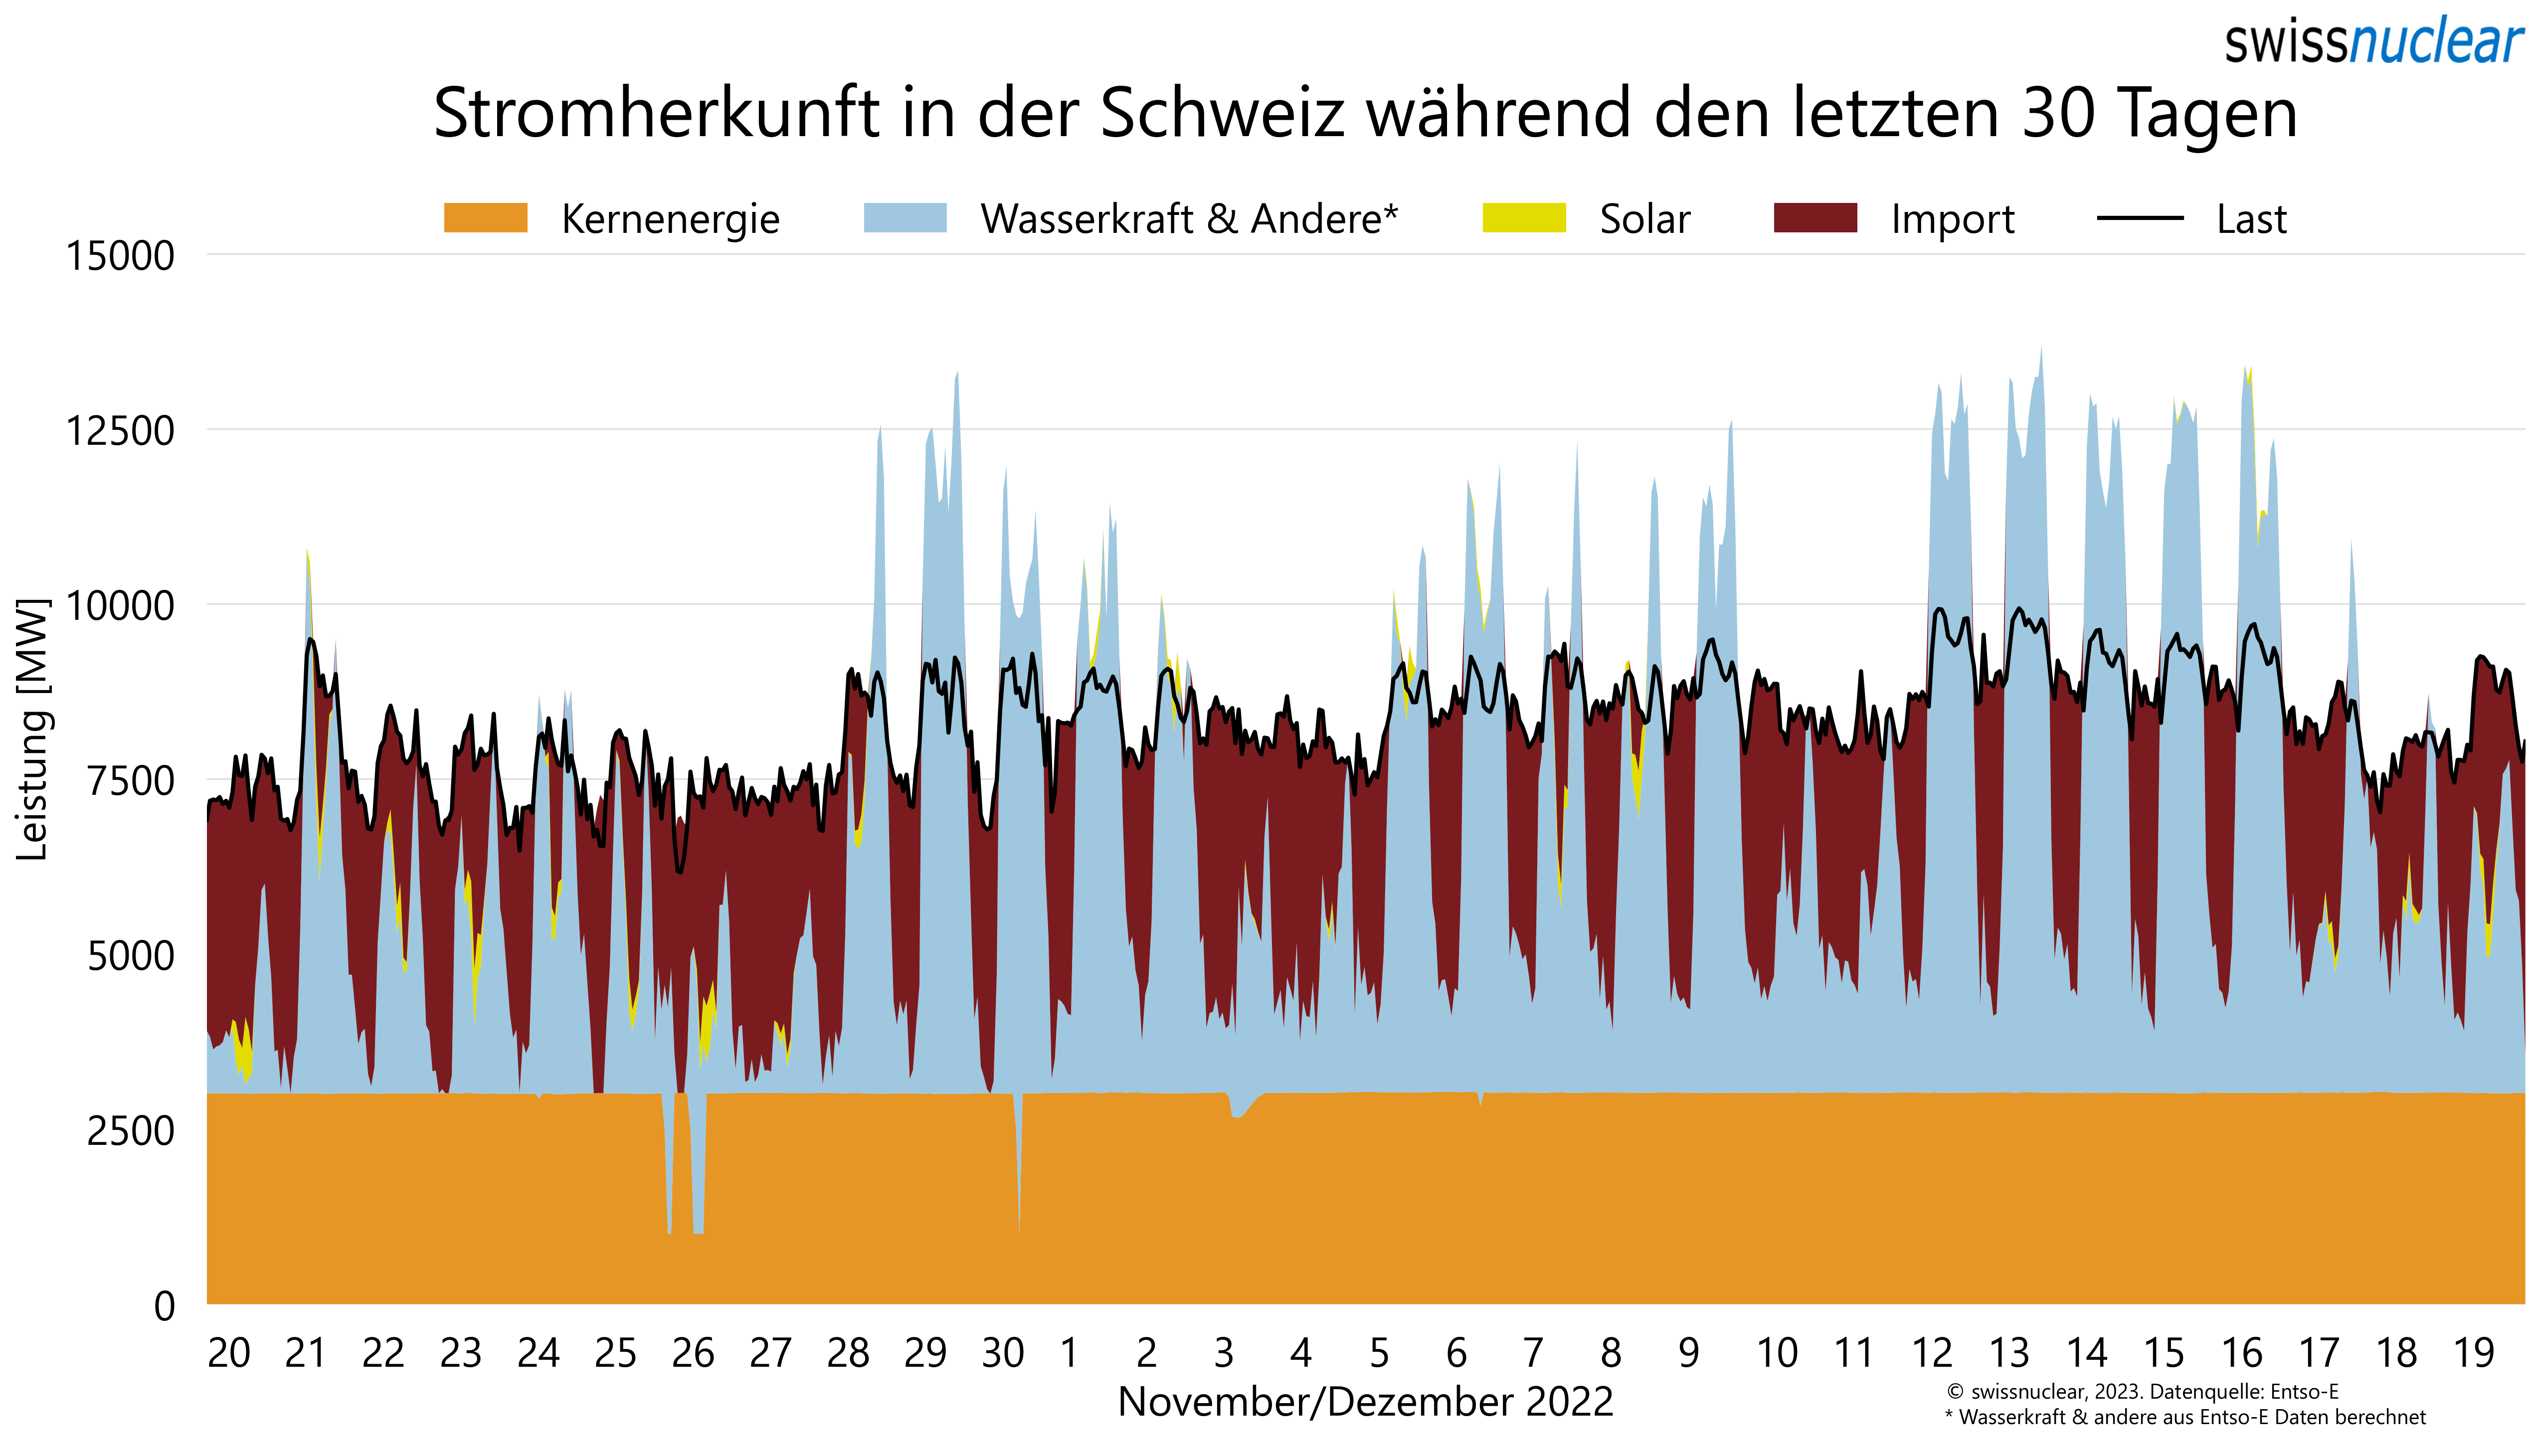 swissnuclear
Stromherkunft in der Schweiz während den letzten 30 Tagen
Kernenergie Wasserkraft & Andere* Solar Import Last
15000
12500
10000
7500
5000
2500
0
Leistung [MW]
20 21 22 23 24 25 26 27 28 29 30 1 2 3 4 5 6 7 8 9 10 11 12 13 14 15 16 17 18 19
November/Dezember 2022
© swissnuclear, 2023. Datenquelle: Entso-E
* Wasserkraft & andere aus Entso-E Daten berechnet